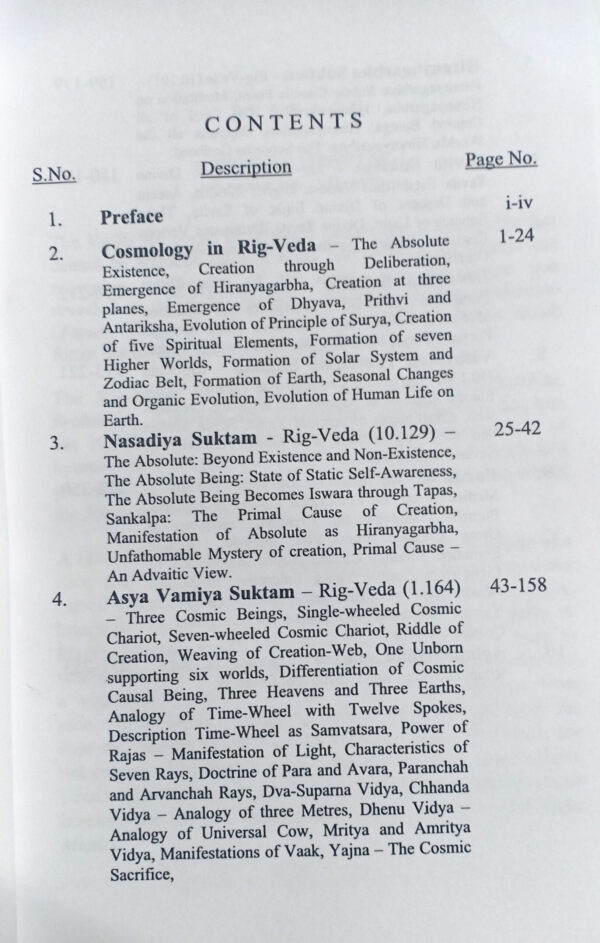 CONTENTS
S.No. Description Page No.
1. Preface i-iv
2. Cosmology in Rig-Veda – The Absolute 1-24
Existence, Creation through Deliberation,
Emergence of Hiranyagarbha, Creation at three
planes, Emergence of Dhyava, Prithvi and
Antariksha, Evolution of Principle of Surya, Creation
of five Spiritual Elements, Formation of seven
Higher Worlds, Formation of Solar System and
Zodiac Belt, Formation of Earth, Seasonal Changes
and Organic Evolution, Evolution of Human Life on
Earth.
3. Nasadiya Suktam - Rig-Veda (10.129) – 25-42
The Absolute: Beyond Existence and Non-Existence,
The Absolute Being: State of Static Self-Awareness,
The Absolute Being Becomes Iswara through Tapas,
Sankalpa: The Primal Cause of Creation,
Manifestation of Absolute as Hiranyagarbha,
Unfathomable Mystery of creation, Primal Cause –
An Advaitic View.
4. Asya Vamiya Suktam – Rig-Veda (1.164) 43-158
– Three Cosmic Beings, Single-wheeled Cosmic
Chariot, Seven-wheeled Cosmic Chariot, Riddle of
Creation, Weaving of Creation-Web, One Unborn
supporting six worlds, Differentiation of Cosmic
Causal Being, Three Heavens and Three Earths,
Analogy of Time-Wheel with Twelve Spokes,
Description Time-Wheel as Samvatsara, Power of
Rajas – Manifestation of Light, Characteristics of
Seven Rays, Doctrine of Para and Avara, Paranchah
and Arvanchah Rays, Dva-Suparna Vidya, Chhanda
Vidya – Analogy of three Metres, Dhenu Vidya –
Analogy of Universal Cow, Mritya and Amritya
Vidya, Manifestations of Vaak, Yajna – The Cosmic
Sacrifice,